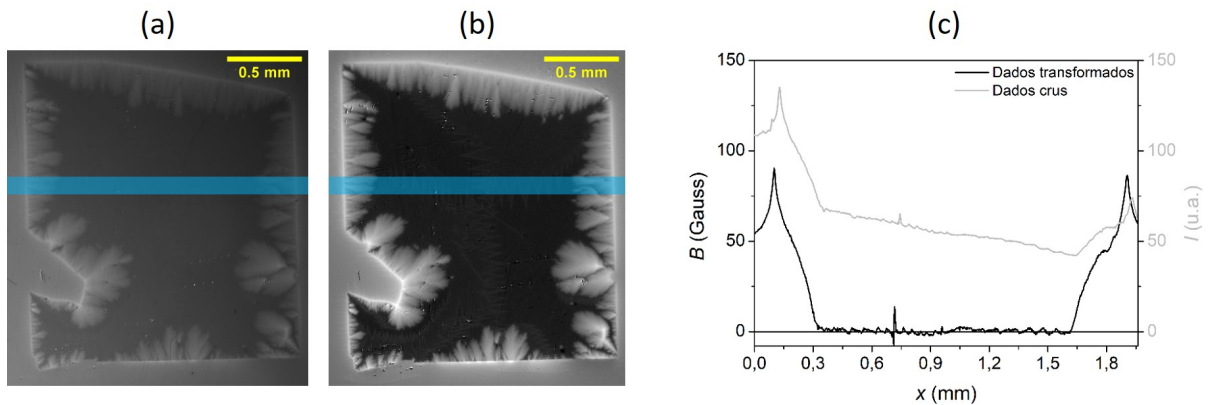 (a)
(b)
(c)
0.5 mm
0.5 mm
150
100
50
0
B (Gauss)
Dados transformados
Dados crus
150
100
50
0
I (u.a.)
0,0 0,3 0,6 0,9 1,2 1,5 1,8
x (mm)